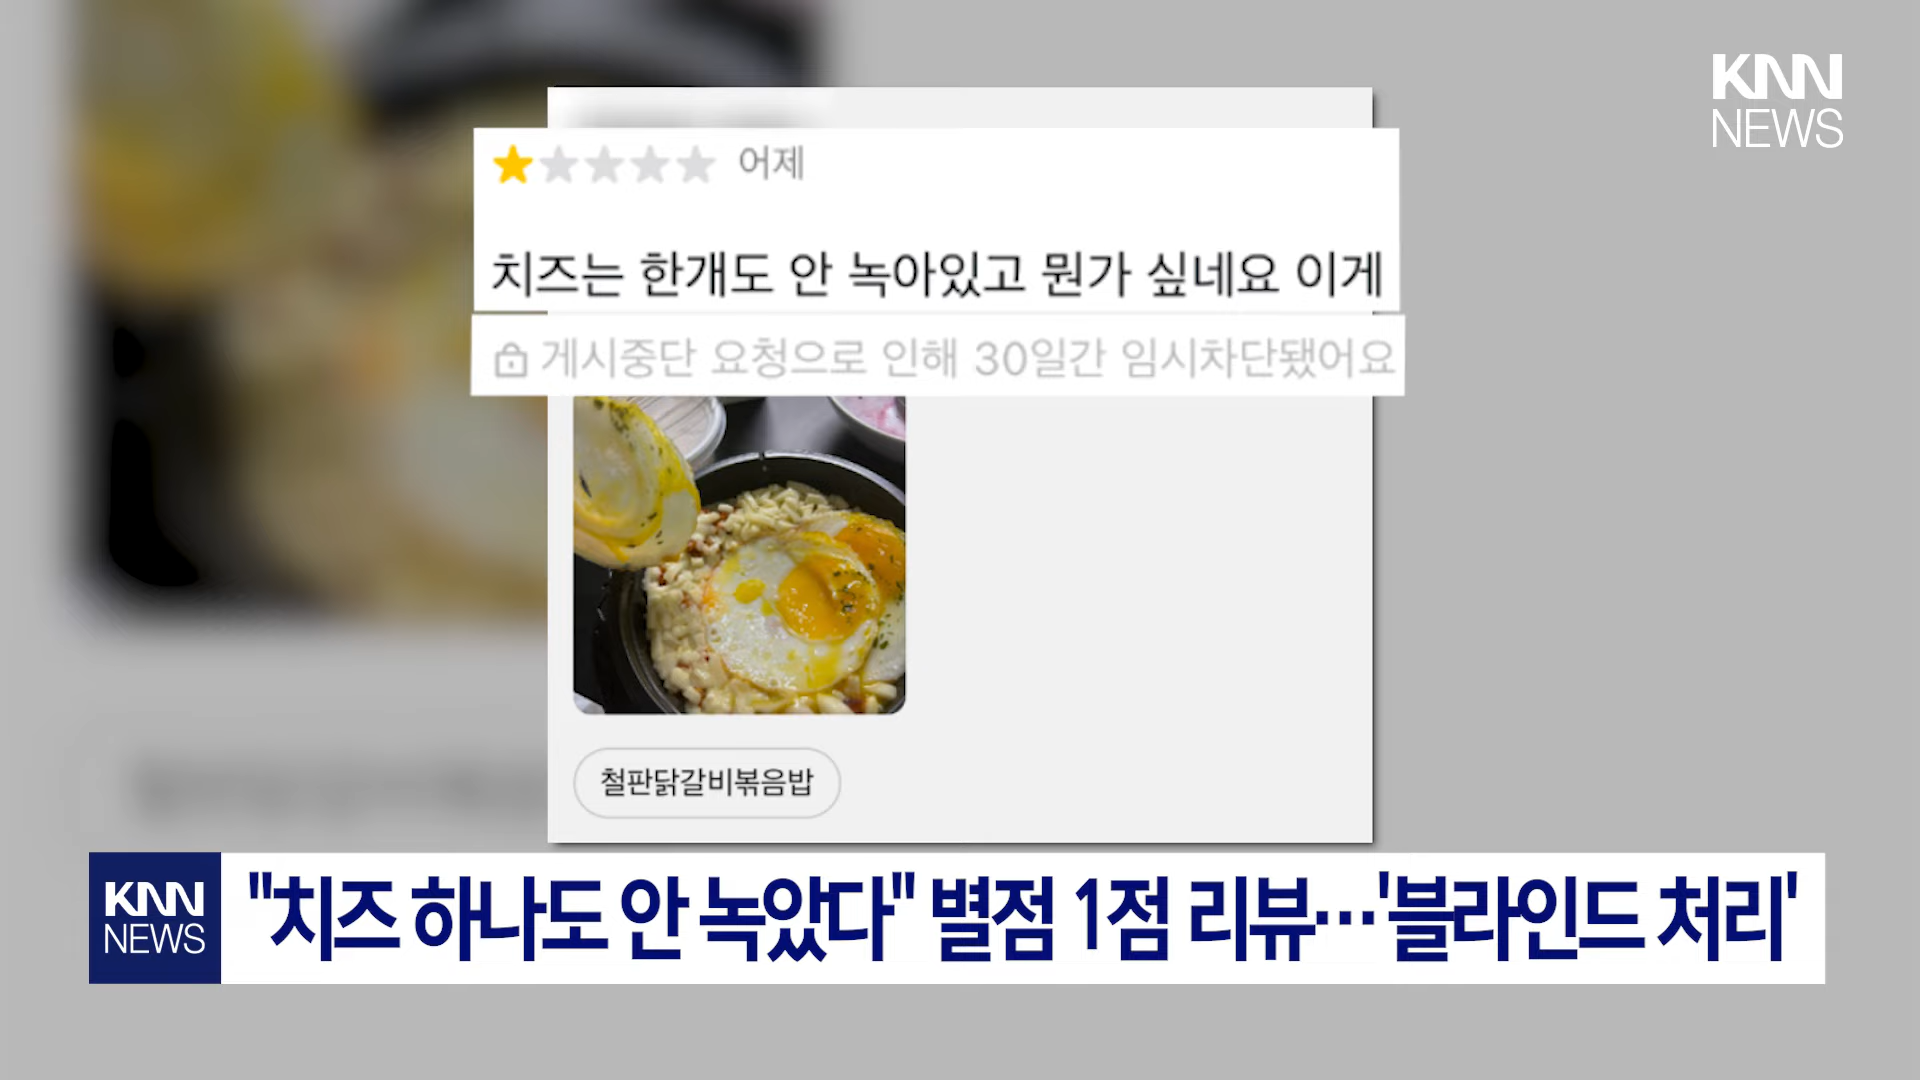 KNN
NEWS
어제
치즈는 한개도 안 녹아있고 뭔가 싶네요 이게
게시중단 요청으로 인해 30일간 임시차단됐어요
철판닭갈비볶음밥
KNN
NEWS
"치즈 하나도 안 녹았다" 별점 1점 리뷰…'블라인드 처리'